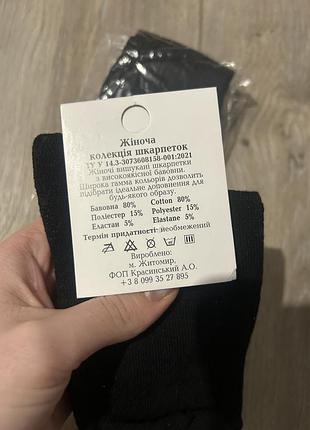 Жіноча
колекція шкарпеток
ТУ У 14.3-3073608158-001:2021
Жіночі вишукані шкарпетки
з високоякісної бавовни.
Широка гамма кольорів дозволить
підібрати ідеальне доповнення для
будь-якого образу.
Бавовна 80% Cotton 80%
Поліестер 15% Polyester 15%
Еластан 5% Elastane 5%
Термін придатності: необмежений
Вироблено:
м. Житомир.
ФОП Красинський А.О.
+3 8 099 35 27 895